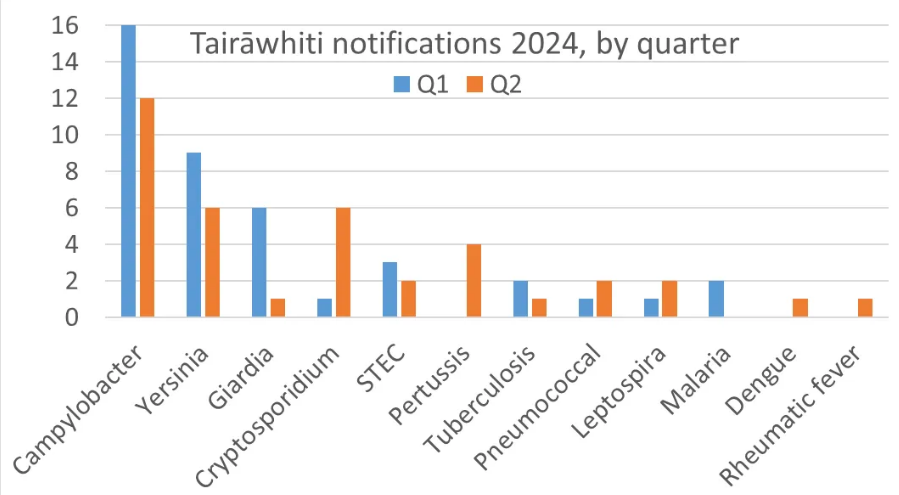 Tairāwhiti notifications 2024, by quarter
Q1 Q2
16
14
12
10
8
6
4
2
0
Campylobacter
Yersinia
Giardia
Cryptosporidium
STEC
Pertussis
Tuberculosis
Pneumococcal
Leptospira
Malaria
Dengue
Rheumatic fever